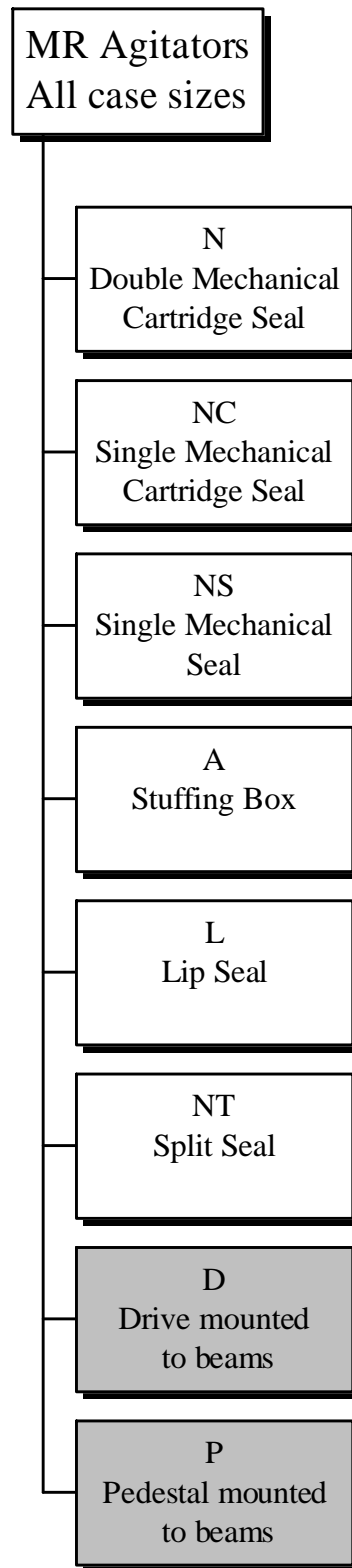 MR Agitators
All case sizes
N
Double Mechanical
Cartridge Seal
NC
Single Mechanical
Cartridge Seal
NS
Single Mechanical
Seal
A
Stuffing Box
L
Lip Seal
NT
Split Seal
D
Drive mounted
to beams
P
Pedestal mounted
to beams